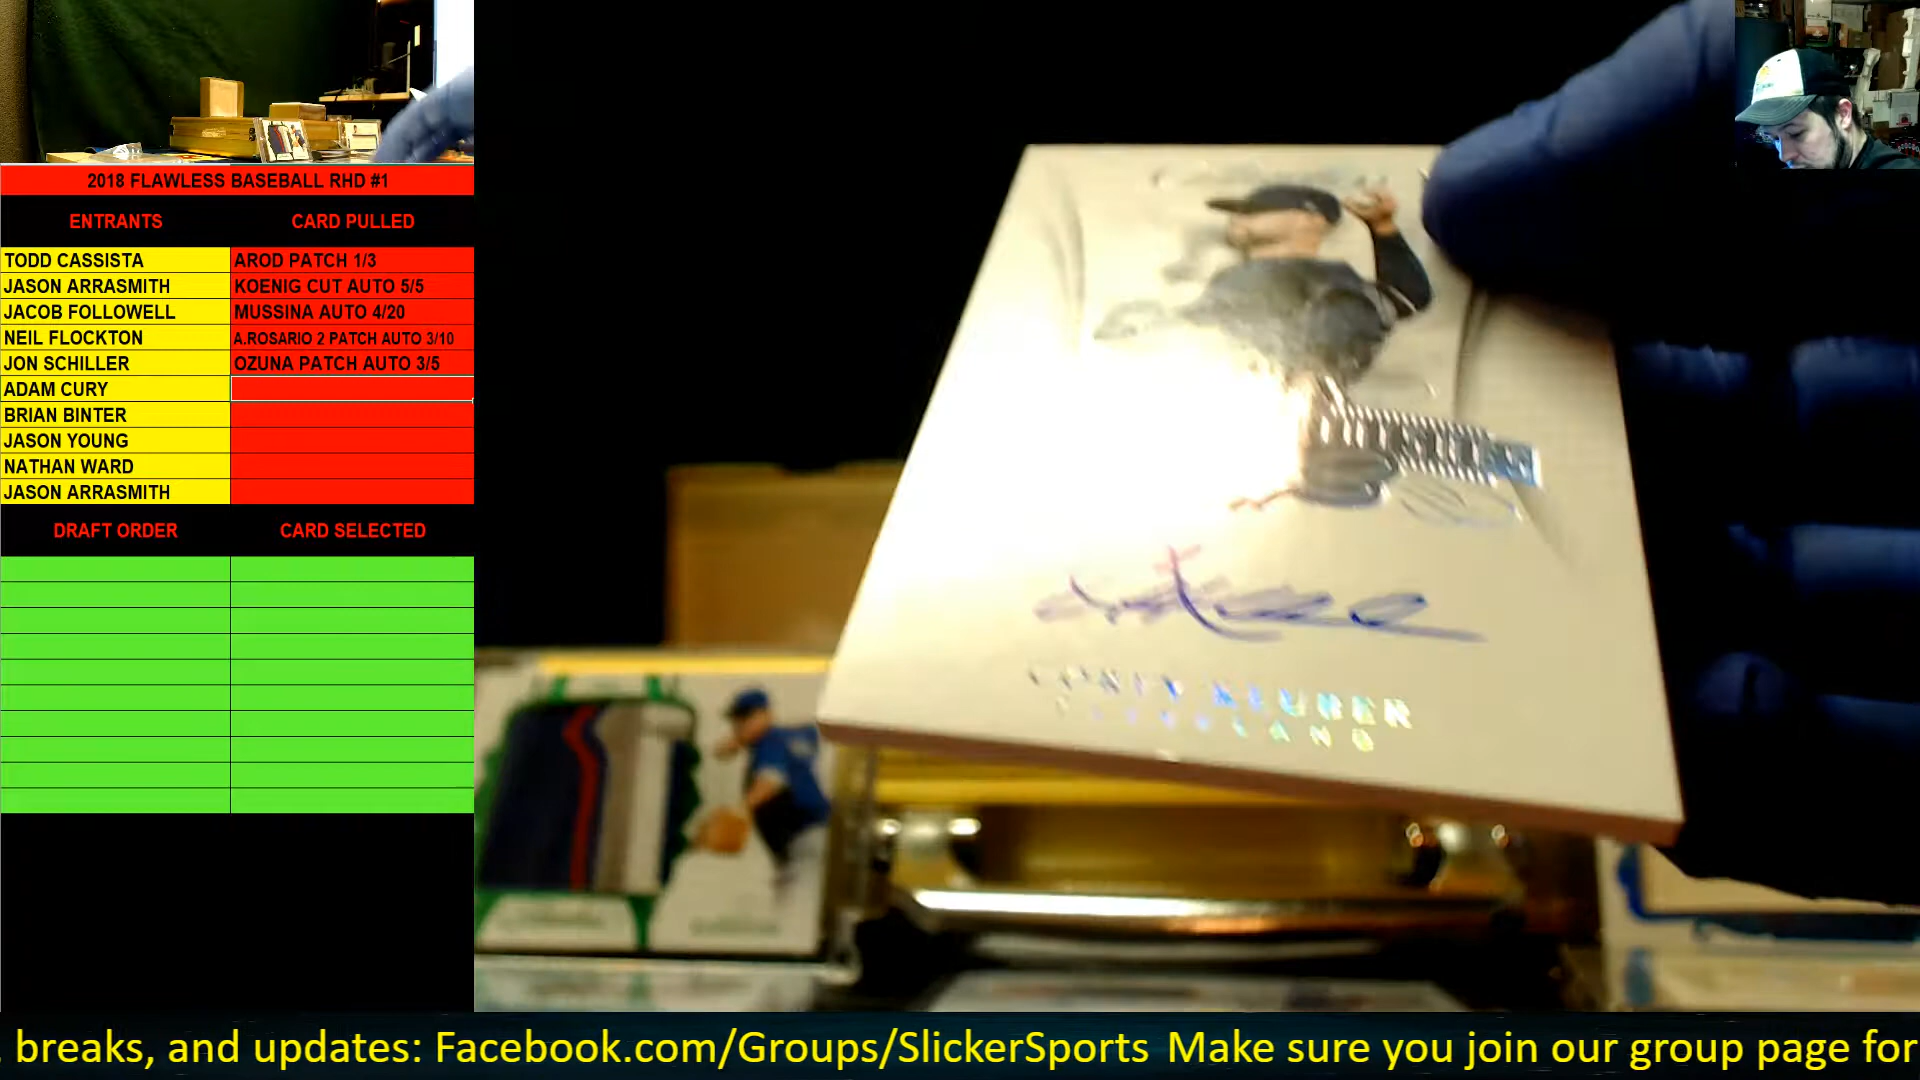 2018 FLAWLESS BASEBALL RHD #1
ENTRANTS CARD PULLED
TODD CASSISTA AROD PATCH 1/3
JASON ARRASMITH KOENIG CUT AUTO 5/5
JACOB FOLLOWELL MUSSINA AUTO 4/20
NEIL FLOCKTON A.ROSARIO 2 PATCH AUTO 3/10
JON SCHILLER OZUNA PATCH AUTO 3/5
ADAM CURY
BRIAN BINTER
JASON YOUNG
NATHAN WARD
JASON ARRASMITH
DRAFT ORDER CARD SELECTED
COREY KLUBER
CLEVELAND
breaks, and updates: Facebook.com/Groups/SlickerSports Make sure you join our group page for